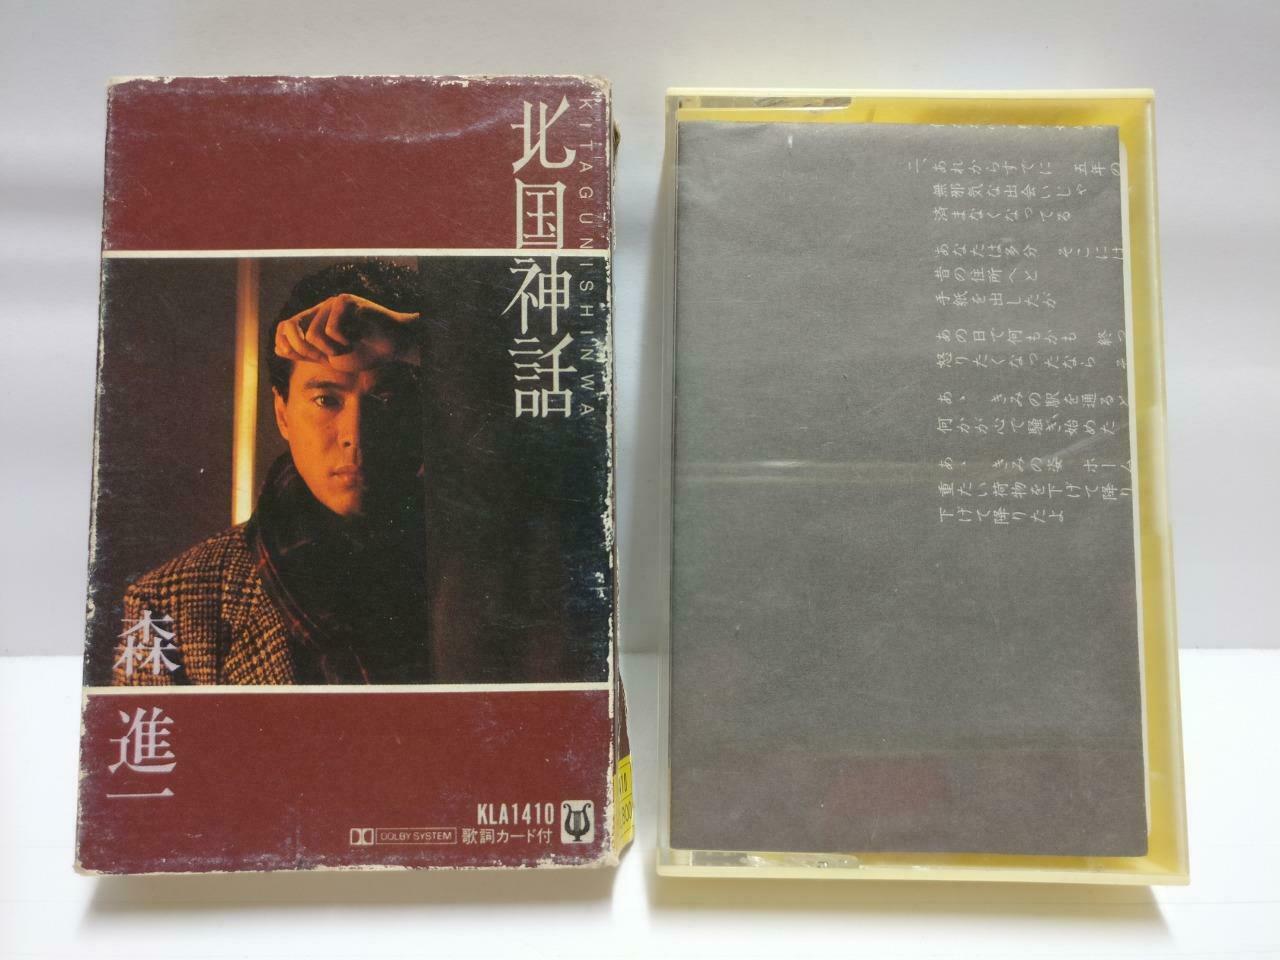 北国神話
KITAGUNISHINWA
森
進一
KLA1410
DOLBY SYSTEM
歌詞カード付
二、あれからすでに 五年の
無邪気な出会いじゃ
済まなくなってる
あなたは多分 そこには
昔の住所へと
手紙を出したが
あの日で何もかも 終っ
怒りたくなったなら
あゝ きみの駅を通ると
何かが心で騒ぎ始めた
あゝ きみの姿 ホーム
重たい荷物を下げて降り
下げて降りたよ